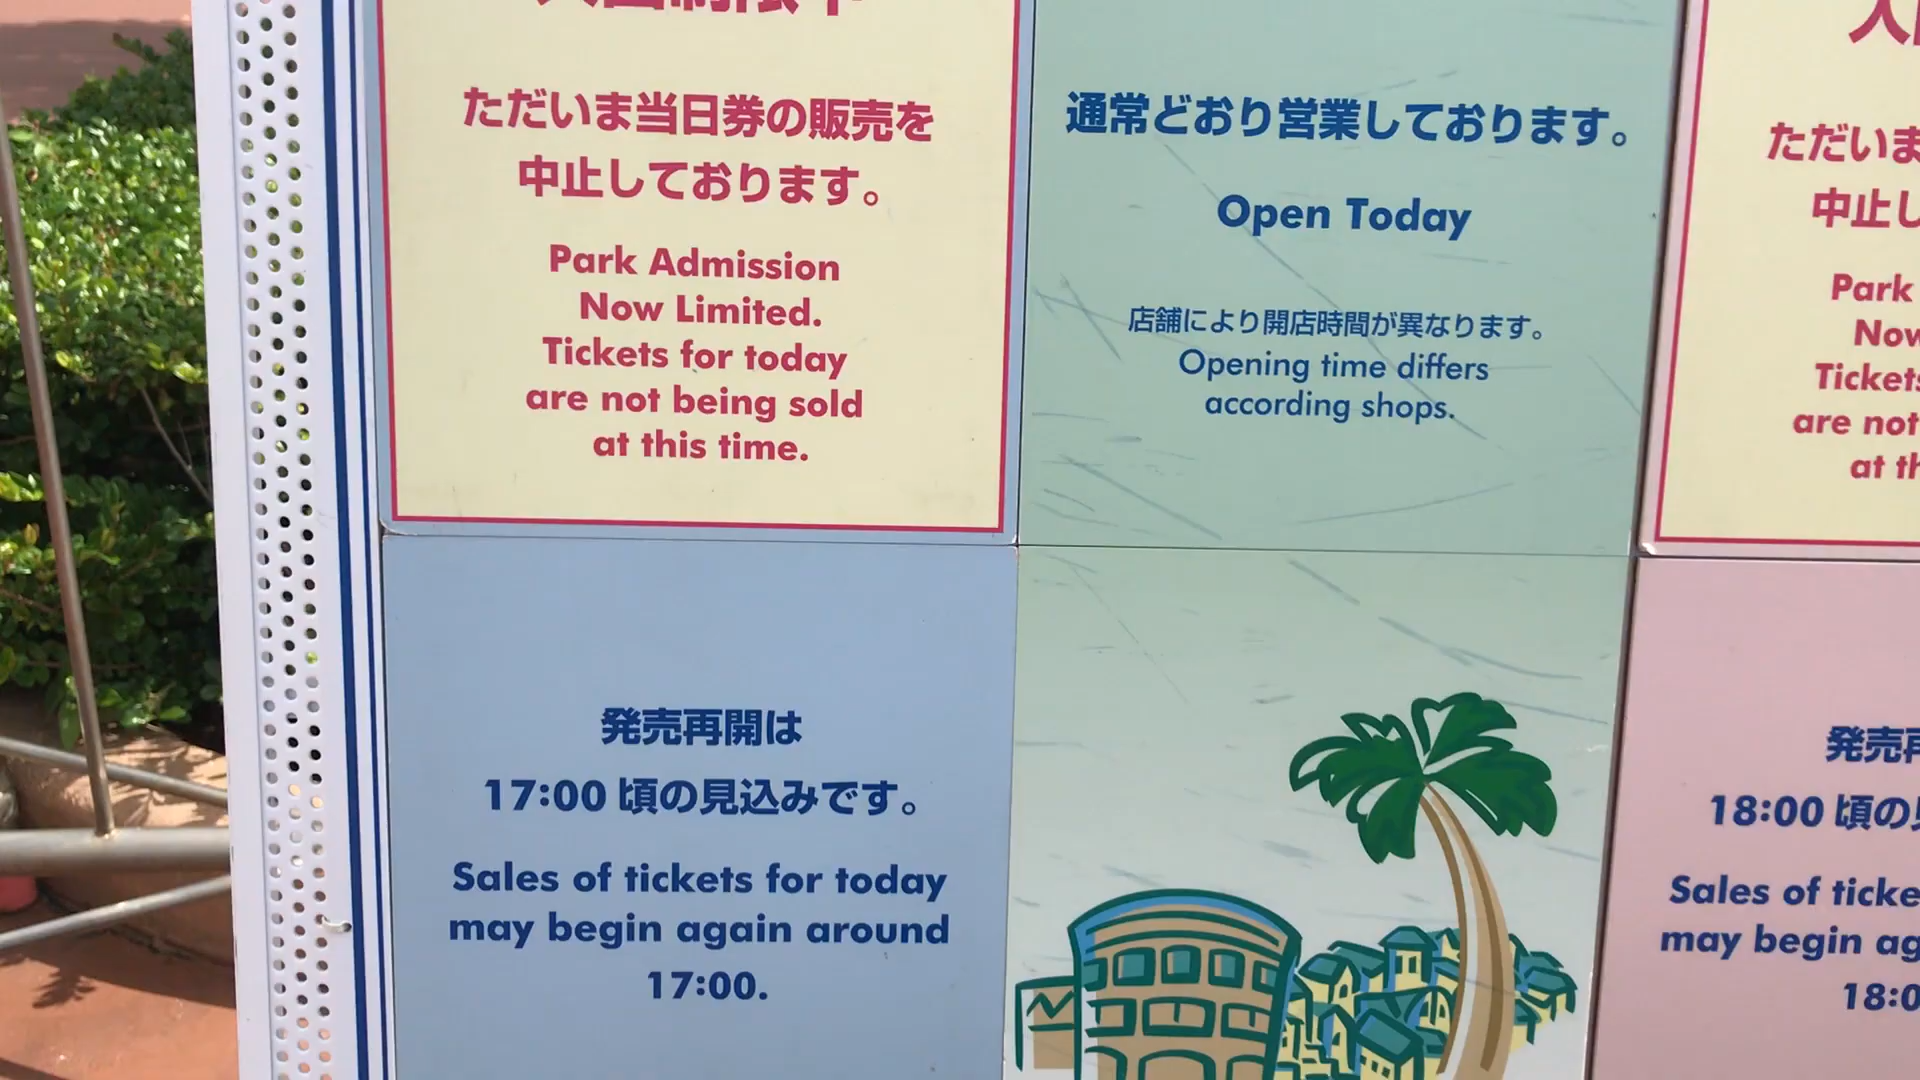 入園制限中
ただいま当日券の販売を
中止しております。
Park Admission
Now Limited.
Tickets for today
are not being sold
at this time.
発売再開は
17:00 頃の見込みです。
Sales of tickets for today
may begin again around
17:00.
通常どおり営業しております。
Open Today
店舗により開店時間が異なります。
Opening time differs
according shops.
ただいま
中止し
Park
Now
Tickets
are not
at
発売再
18:00 頃の
Sales of
may begin